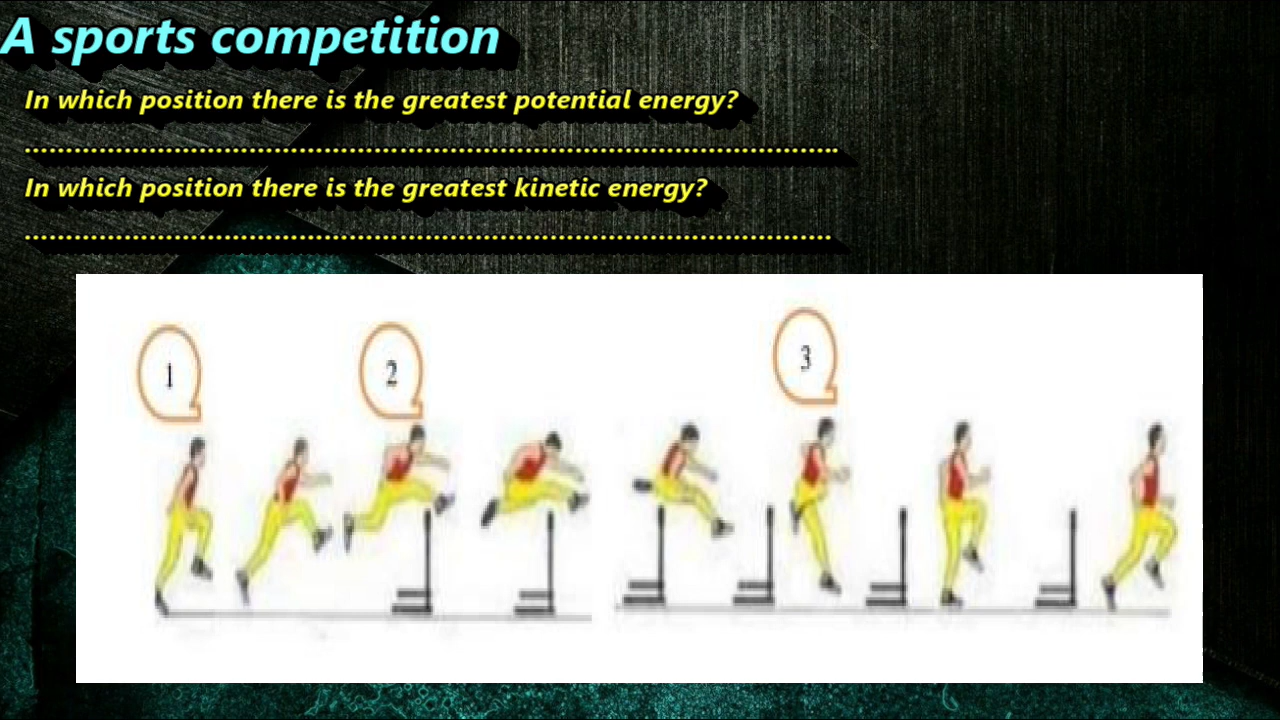 A sports competition
In which position there is the greatest potential energy?
....................................................................................................
In which position there is the greatest kinetic energy?
...................................................................................................
1
2
3